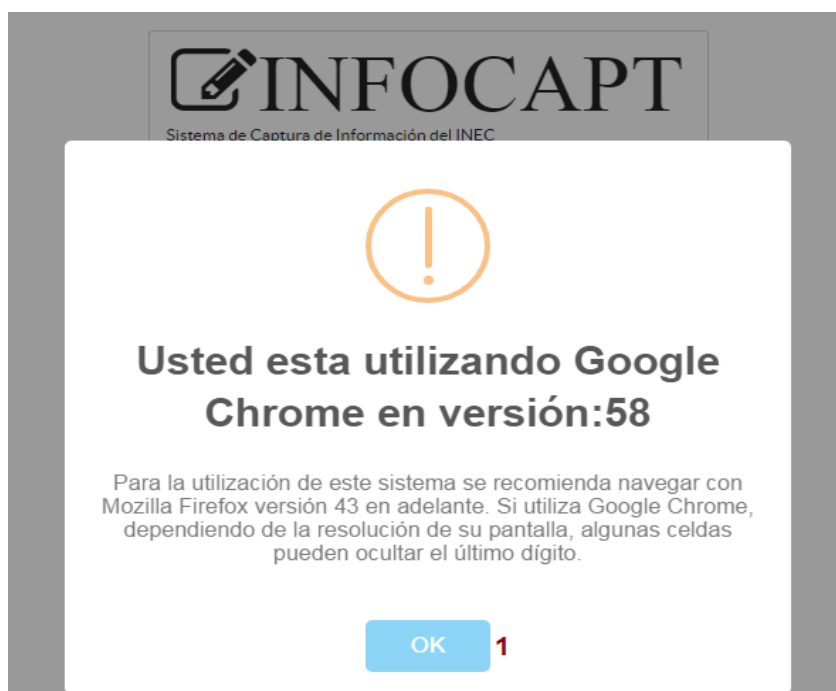 INFOCAPT
Sistema de Captura de Información del INEC
Usted esta utilizando Google
Chrome en versión:58
Para la utilización de este sistema se recomienda navegar con
Mozilla Firefox versión 43 en adelante. Si utiliza Google Chrome,
dependiendo de la resolución de su pantalla, algunas celdas
pueden ocultar el último dígito.
OK 1